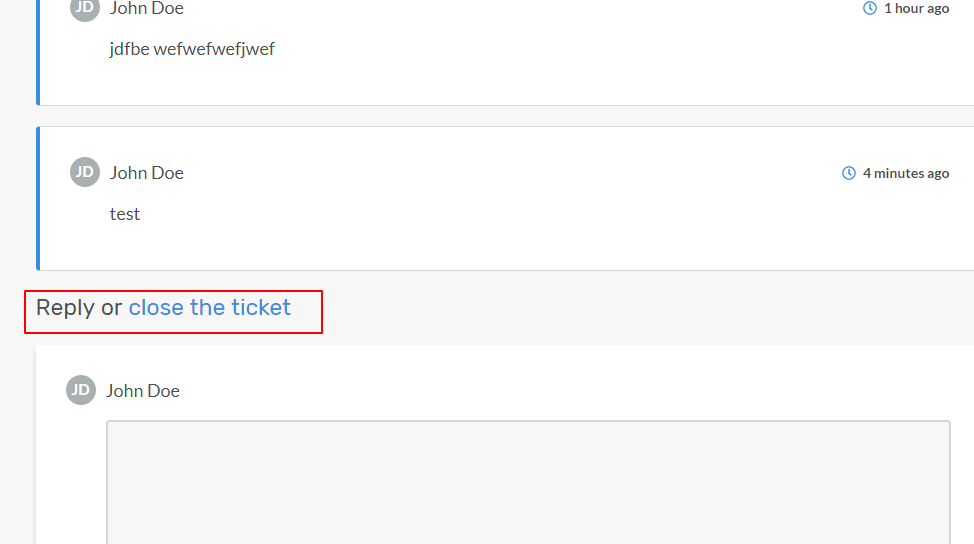 JD John Doe 1 hour ago
jdfbe wefwefwefjwef
JD John Doe 4 minutes ago
test
Reply or close the ticket
JD John Doe